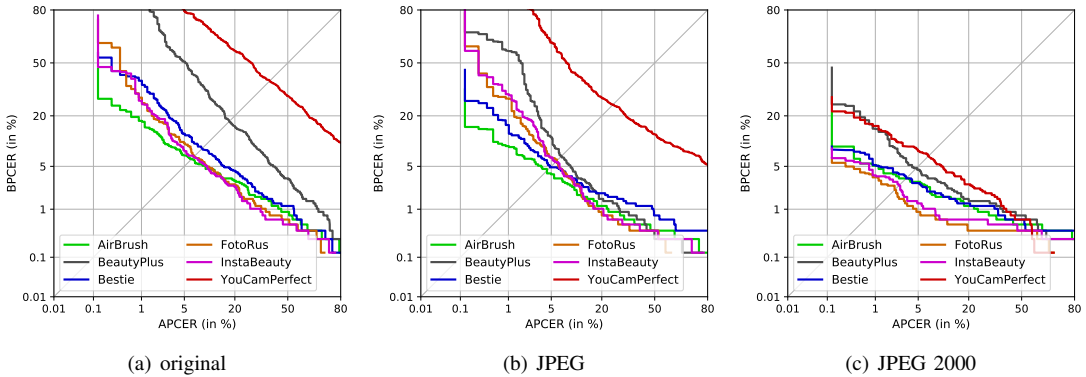 80
50
20
5
1
0.1
0.01
BPCER (in %)
AirBrush
BeautyPlus
Bestie
FotoRus
InstaBeauty
YouCamPerfect
0.01 0.1 1 5 20 50 80
APCER (in %)
(a) original
80
50
20
5
1
0.1
0.01
BPCER (in %)
AirBrush
BeautyPlus
Bestie
FotoRus
InstaBeauty
YouCamPerfect
0.01 0.1 1 5 20 50 80
APCER (in %)
(b) JPEG
80
50
20
5
1
0.1
0.01
BPCER (in %)
AirBrush
BeautyPlus
Bestie
FotoRus
InstaBeauty
YouCamPerfect
0.01 0.1 1 5 20 50 80
APCER (in %)
(c) JPEG 2000